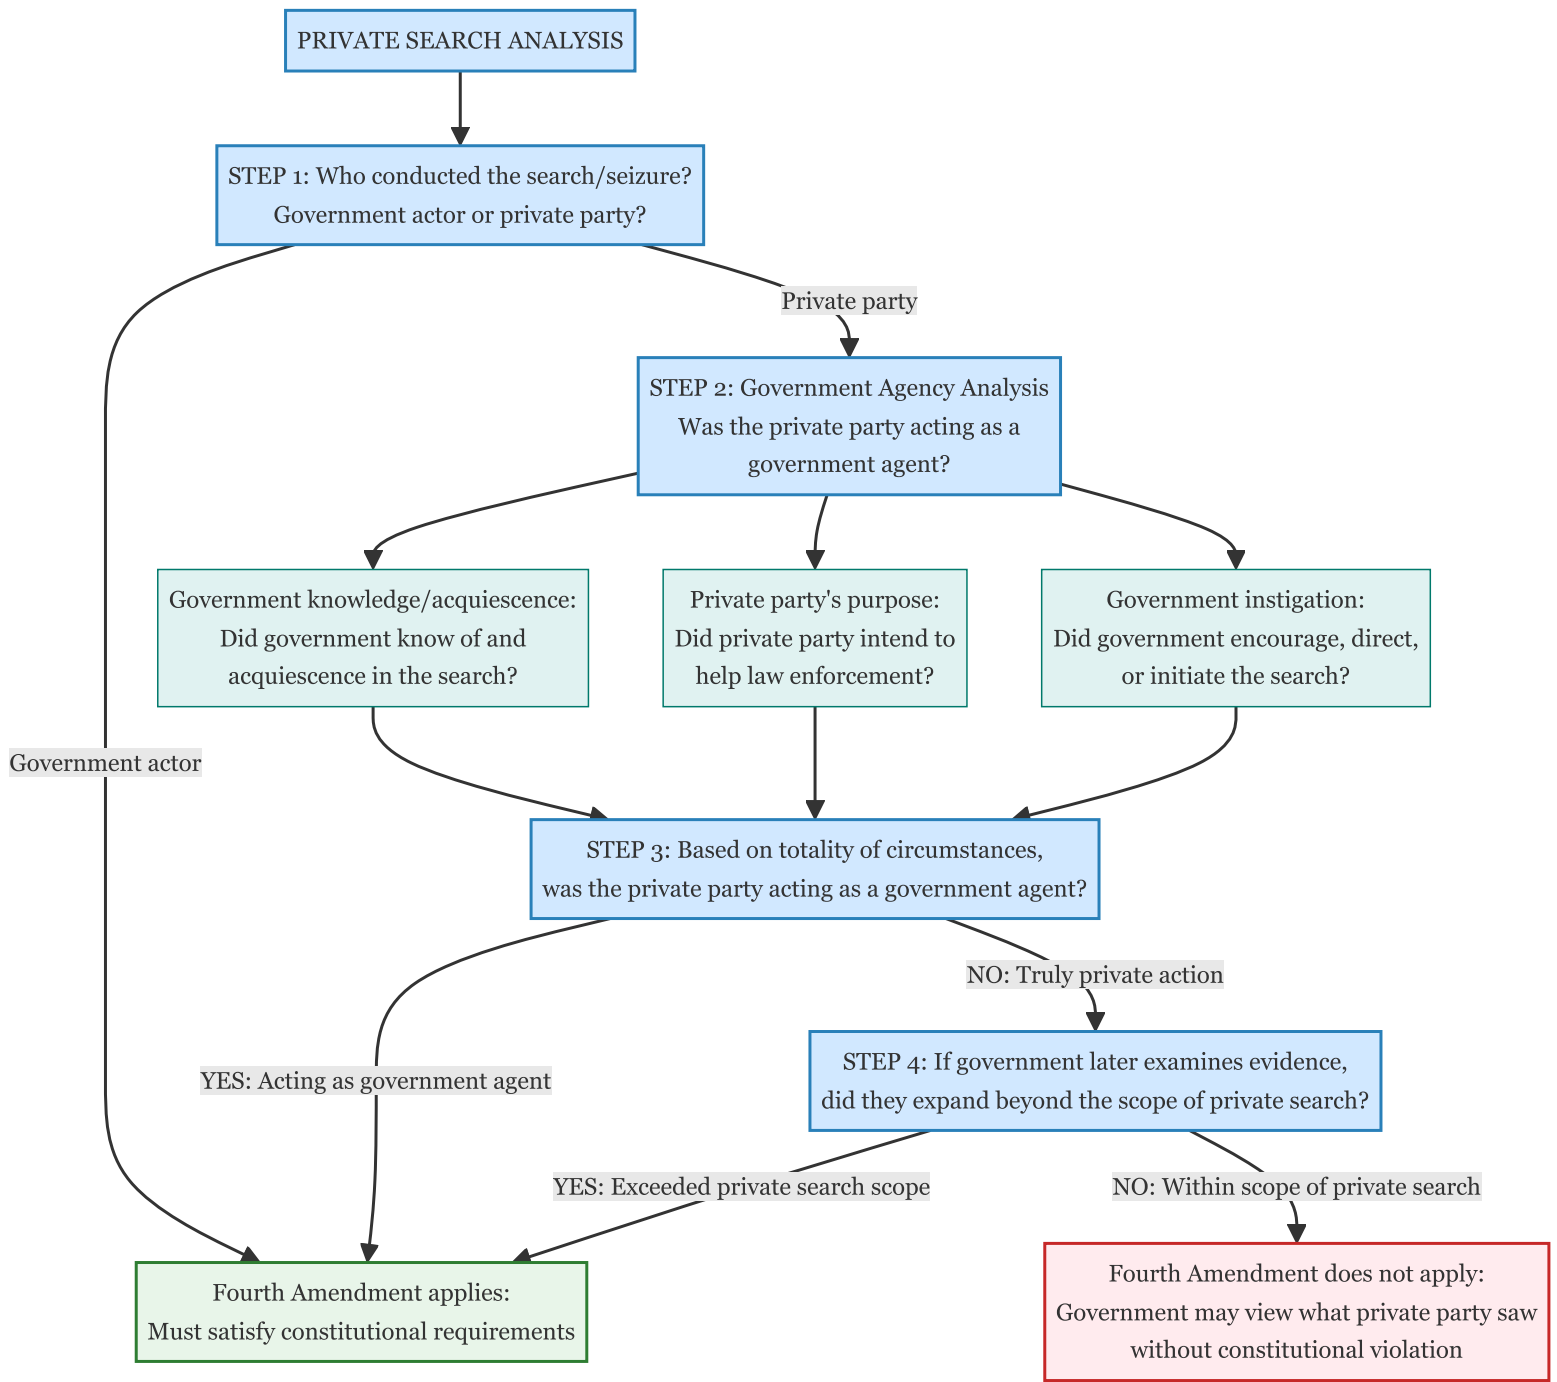 PRIVATE SEARCH ANALYSIS
STEP 1: Who conducted the search/seizure?
Government actor or private party?
Private party
STEP 2: Government Agency Analysis
Was the private party acting as a
government agent?
Government knowledge/acquiescence:
Did government know of and
acquiescence in the search?
Private party's purpose:
Did private party intend to
help law enforcement?
Government instigation:
Did government encourage, direct,
or initiate the search?
Government actor
STEP 3: Based on totality of circumstances,
was the private party acting as a government agent?
NO: Truly private action
STEP 4: If government later examines evidence,
did they expand beyond the scope of private search?
YES: Acting as government agent
YES: Exceeded private search scope
NO: Within scope of private search
Fourth Amendment applies:
Must satisfy constitutional requirements
Fourth Amendment does not apply:
Government may view what private party saw
without constitutional violation